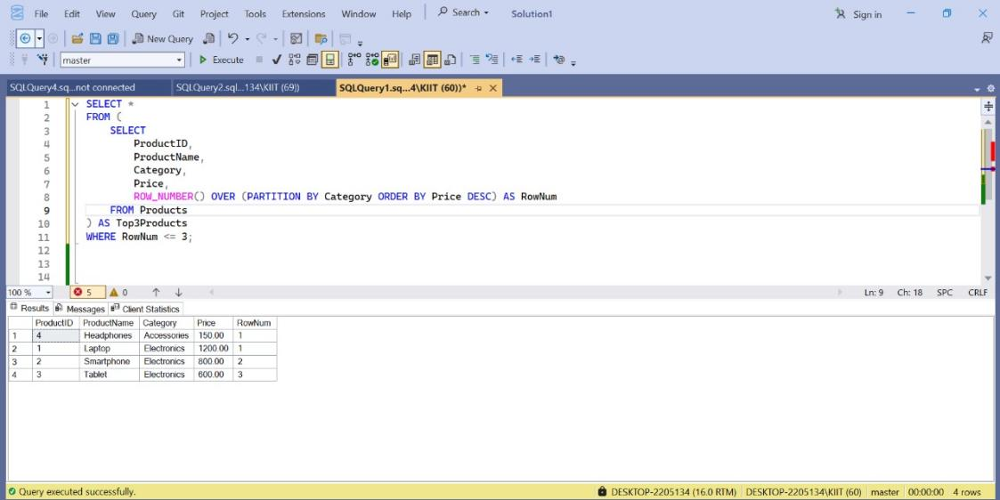 File Edit View Query Git Project Tools Extensions Window Help Search Solution1 Sign in
New Query
master Execute
SQLQuery4.sq...not connected SQLQuery2.sql...134\KIIT (69)) SQLQuery1.sq...4\KIIT (60))*
1 SELECT *
2 FROM (
3 SELECT
4 ProductID,
5 ProductName,
6 Category,
7 Price,
8 ROW_NUMBER() OVER (PARTITION BY Category ORDER BY Price DESC) AS RowNum
9 FROM Products
10 ) AS Top3Products
11 WHERE RowNum <= 3;
12
13
14
100 % 5 0 Ln: 9 Ch: 18 SPC CRLF
Results Messages Client Statistics
ProductID ProductName Category Price RowNum
1 4 Headphones Accessories 150.00 1
2 1 Laptop Electronics 1200.00 1
3 2 Smartphone Electronics 800.00 2
4 3 Tablet Electronics 600.00 3
Query executed successfully. DESKTOP-2205134 (16.0 RTM) DESKTOP-2205134\KIIT (60) master 00:00:00 4 rows